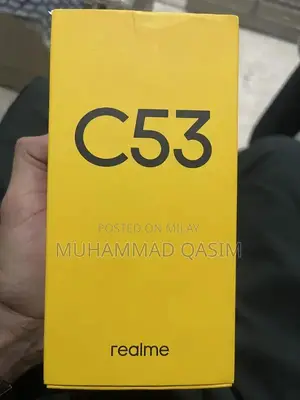 C53
POSTED ON MILAY
MUHAMMAD QASIM
realme